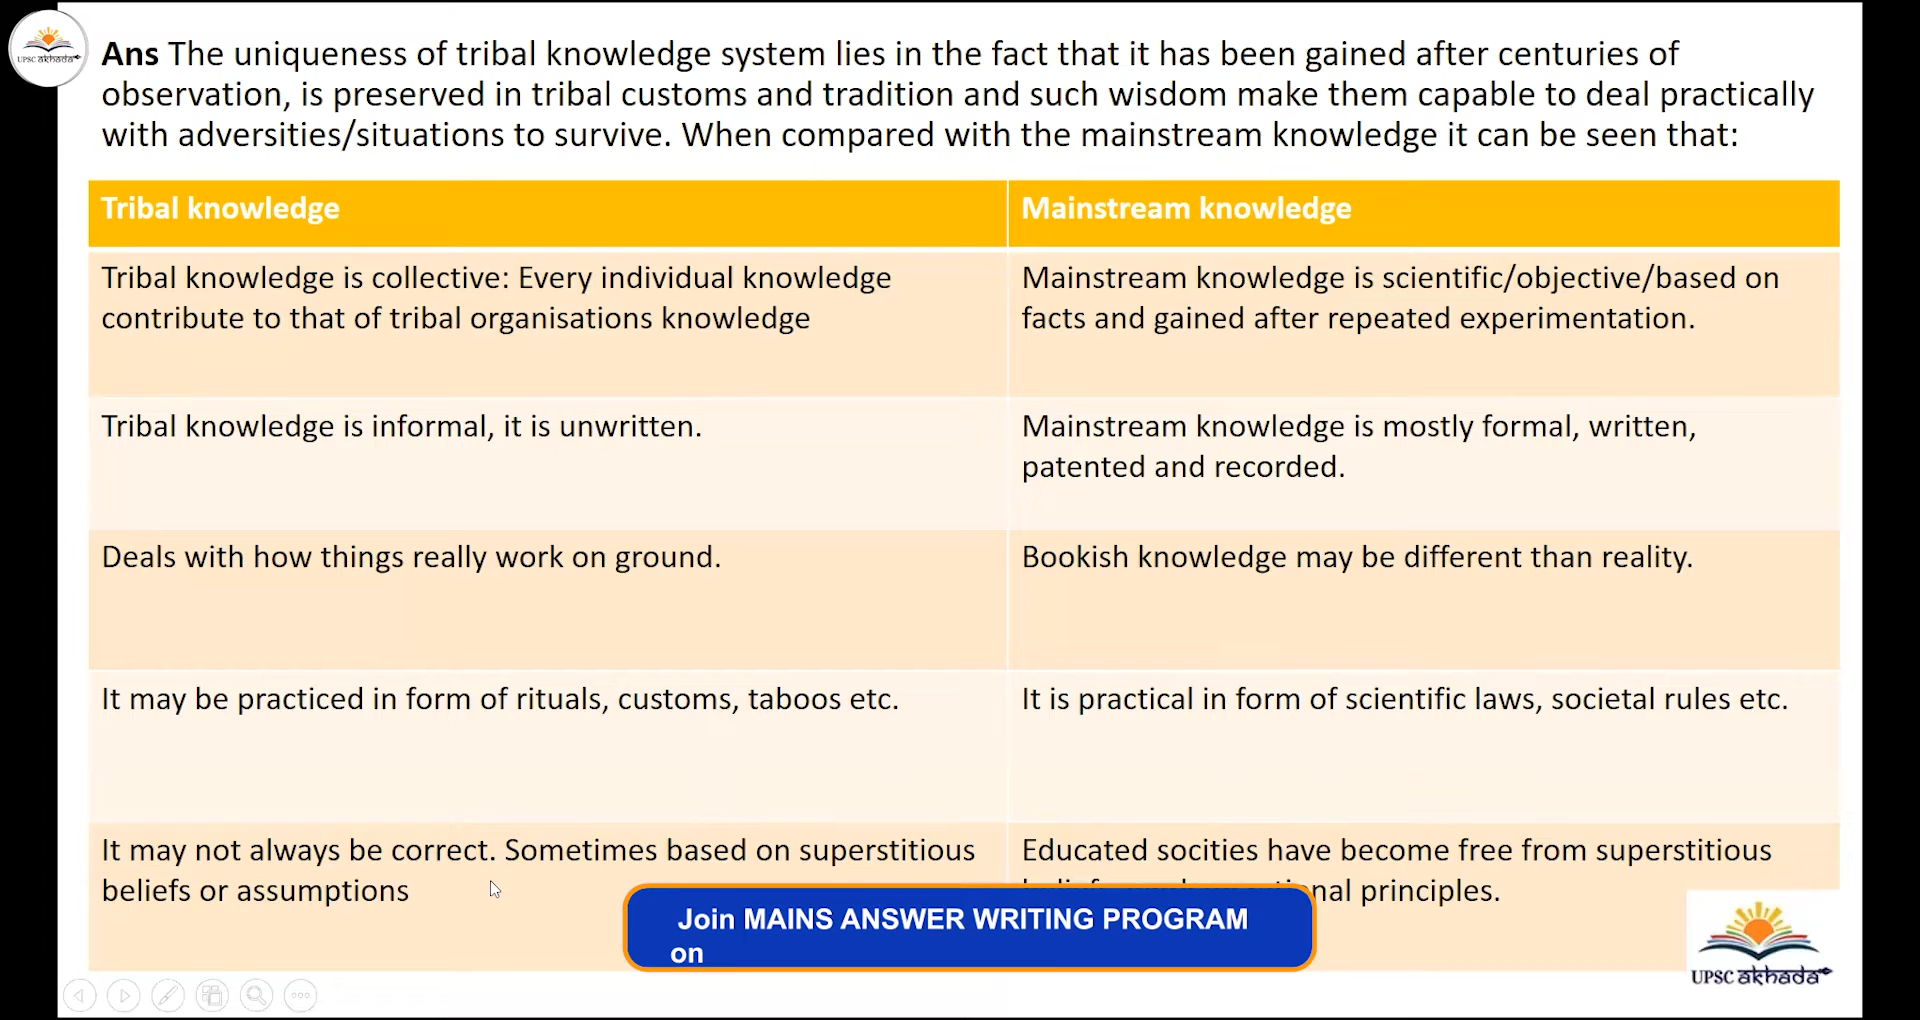 UPSC akhada
Ans The uniqueness of tribal knowledge system lies in the fact that it has been gained after centuries of
observation, is preserved in tribal customs and tradition and such wisdom make them capable to deal practically
with adversities/situations to survive. When compared with the mainstream knowledge it can be seen that:
Tribal knowledge
Mainstream knowledge
Tribal knowledge is collective: Every individual knowledge
contribute to that of tribal organisations knowledge
Mainstream knowledge is scientific/objective/based on
facts and gained after repeated experimentation.
Tribal knowledge is informal, it is unwritten.
Mainstream knowledge is mostly formal, written,
patented and recorded.
Deals with how things really work on ground.
Bookish knowledge may be different than reality.
It may be practiced in form of rituals, customs, taboos etc.
It is practical in form of scientific laws, societal rules etc.
It may not always be correct. Sometimes based on superstitious
beliefs or assumptions
Educated socities have become free from superstitious
principles.
Join MAINS ANSWER WRITING PROGRAM
on
UPSC akhada